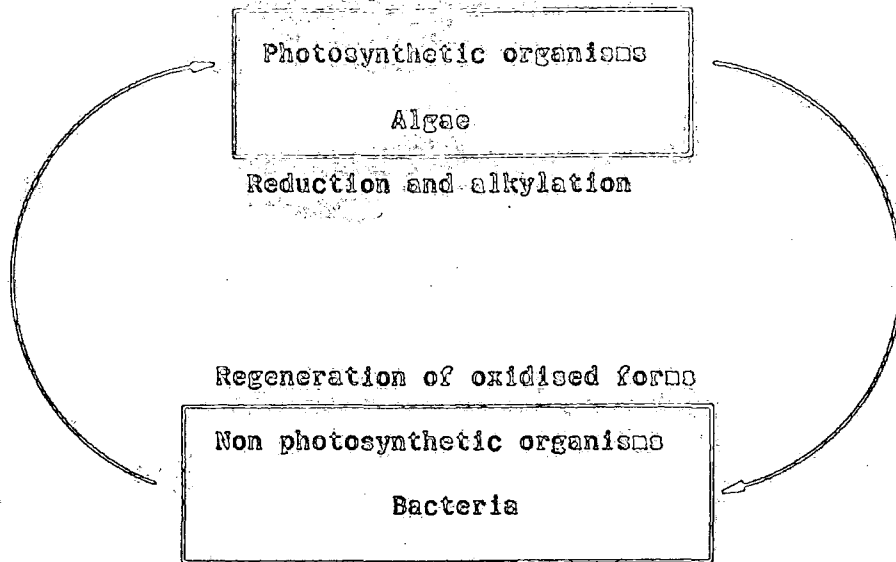 Photosynthetic organisms
Algae
Reduction and alkylation
Regeneration of oxidised forms
Non photosynthetic organisms
Bacteria